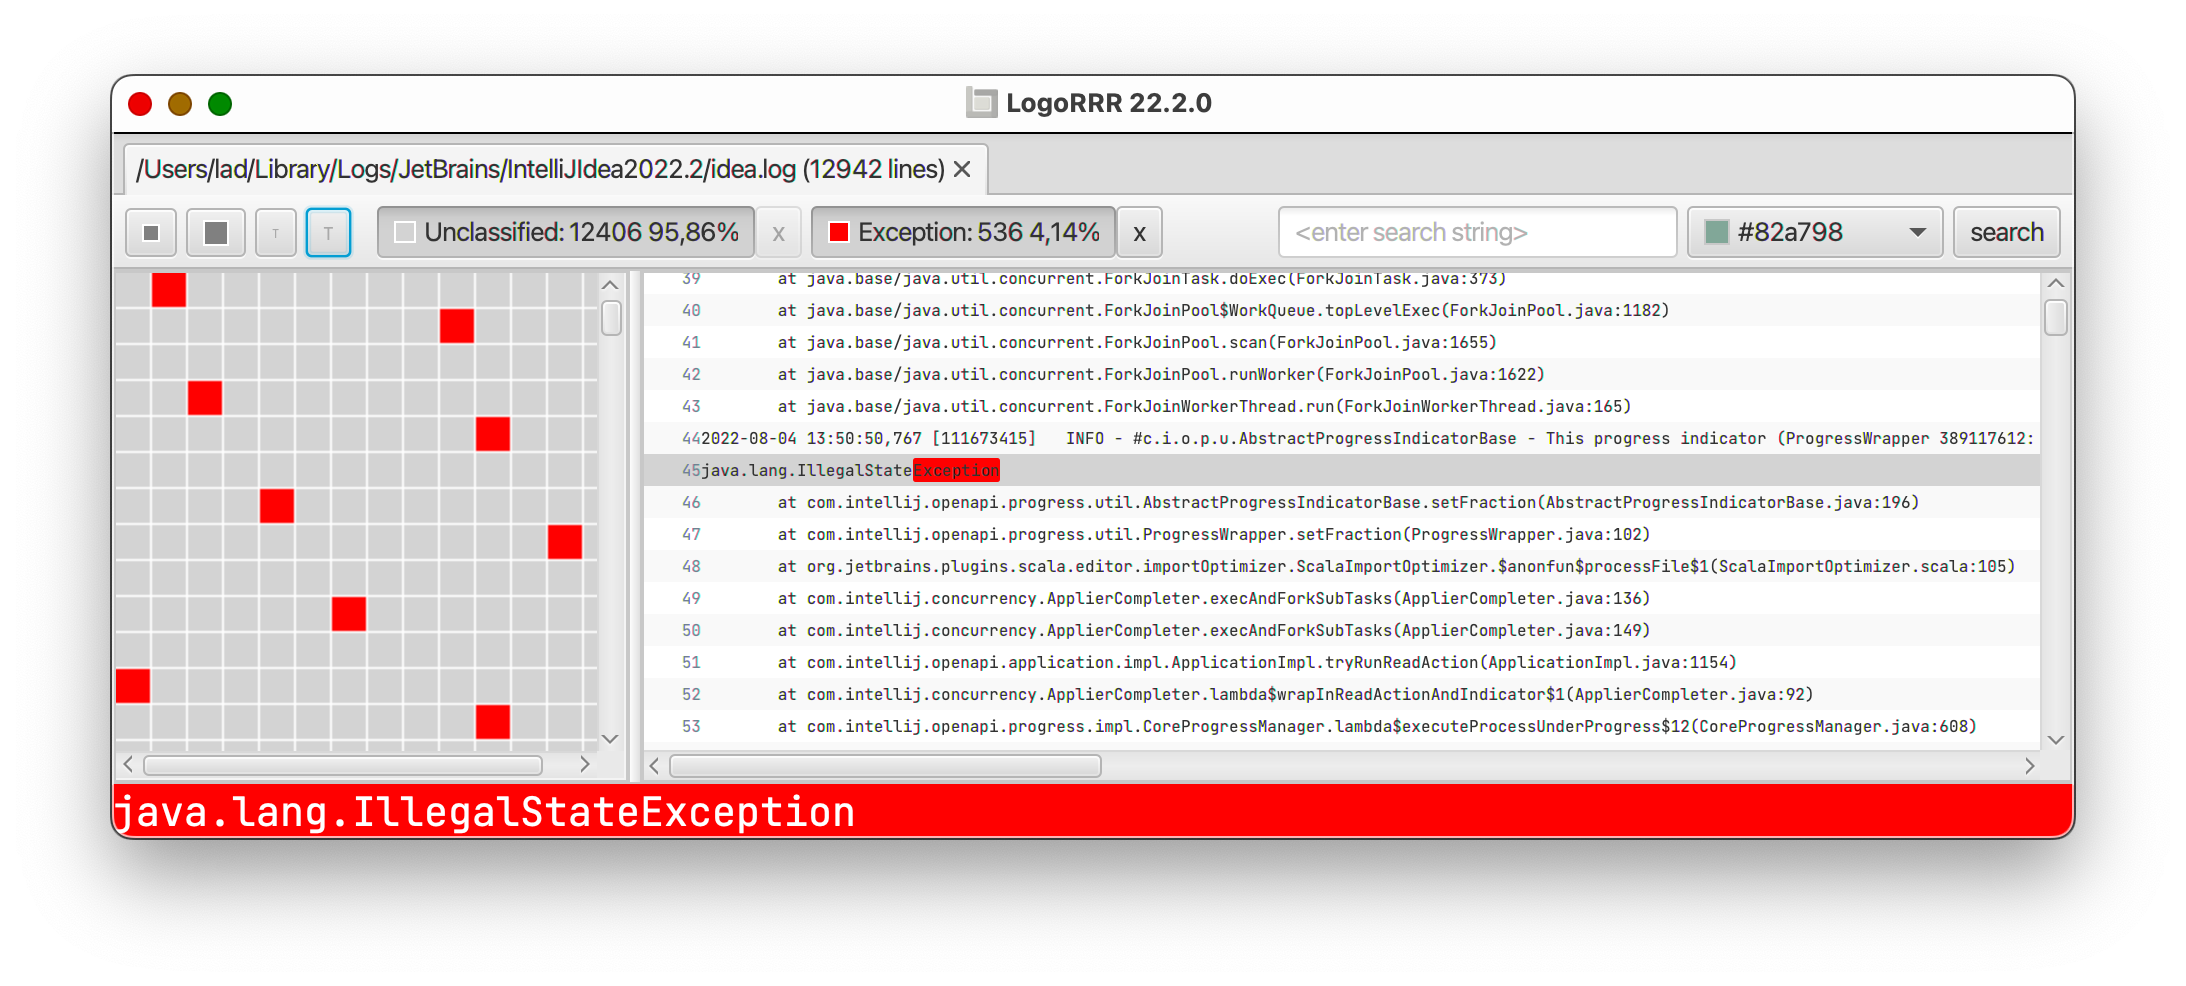 LogoRRR 22.2.0
/Users/lad/Library/Logs/JetBrains/IntelliJIdea2022.2/idea.log (12942 lines)
T T Unclassified: 12406 95,86% x Exception: 536 4,14% x <enter search string> #82a798 search
39 at java.base/java.util.concurrent.ForkJoinTask.doExec(ForkJoinTask.java:373)
40 at java.base/java.util.concurrent.ForkJoinPool$WorkQueue.topLevelExec(ForkJoinPool.java:1182)
41 at java.base/java.util.concurrent.ForkJoinPool.scan(ForkJoinPool.java:1655)
42 at java.base/java.util.concurrent.ForkJoinPool.runWorker(ForkJoinPool.java:1622)
43 at java.base/java.util.concurrent.ForkJoinWorkerThread.run(ForkJoinWorkerThread.java:165)
44 2022-08-04 13:50:50,767 [111673415] INFO - #c.i.o.p.u.AbstractProgressIndicatorBase - This progress indicator (ProgressWrapper 389117612:
45 java.lang.IllegalStateException
46 at com.intellij.openapi.progress.util.AbstractProgressIndicatorBase.setFraction(AbstractProgressIndicatorBase.java:196)
47 at com.intellij.openapi.progress.util.ProgressWrapper.setFraction(ProgressWrapper.java:102)
48 at org.jetbrains.plugins.scala.editor.importOptimizer.ScalaImportOptimizer.$anonfun$processFile$1(ScalaImportOptimizer.scala:105)
49 at com.intellij.concurrency.ApplierCompleter.execAndForkSubTasks(ApplierCompleter.java:136)
50 at com.intellij.concurrency.ApplierCompleter.execAndForkSubTasks(ApplierCompleter.java:149)
51 at com.intellij.openapi.application.impl.ApplicationImpl.tryRunReadAction(ApplicationImpl.java:1154)
52 at com.intellij.concurrency.ApplierCompleter.lambda$wrapInReadActionAndIndicator$1(ApplierCompleter.java:92)
53 at com.intellij.openapi.progress.impl.CoreProgressManager.lambda$executeProcessUnderProgress$12(CoreProgressManager.java:608)
java.lang.IllegalStateException